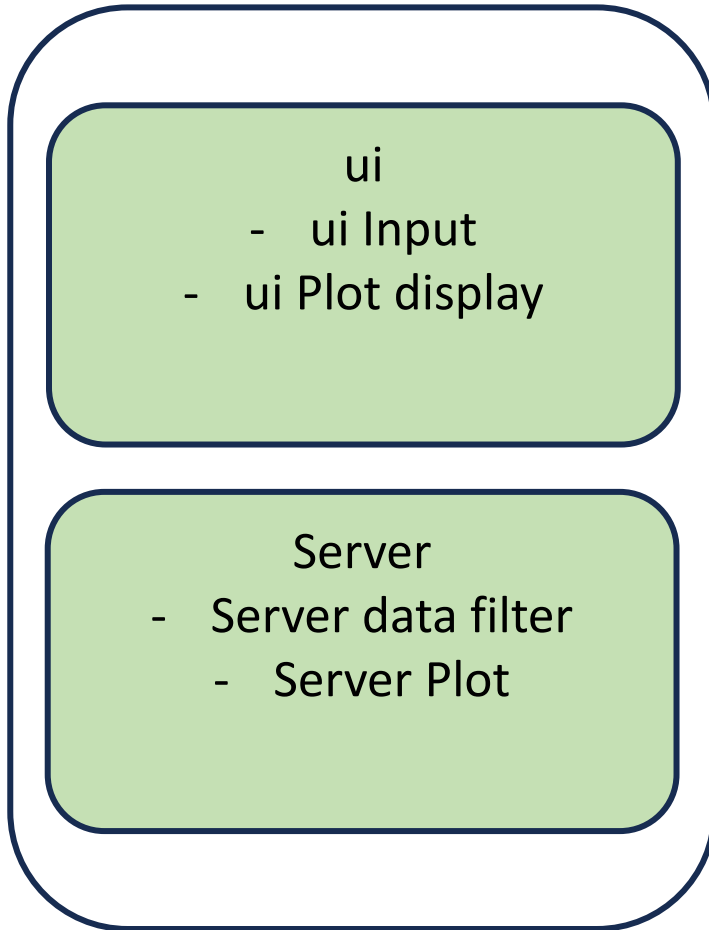 ui
- ui Input
- ui Plot display
Server
- Server data filter
- Server Plot